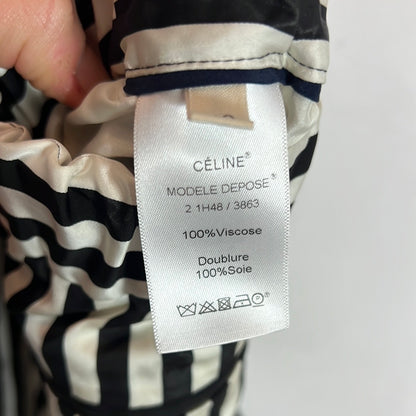 CÉLINE®
MODELE DEPOSE®
2 1H48 / 3863
100%Viscose
Doublure
100%Soie